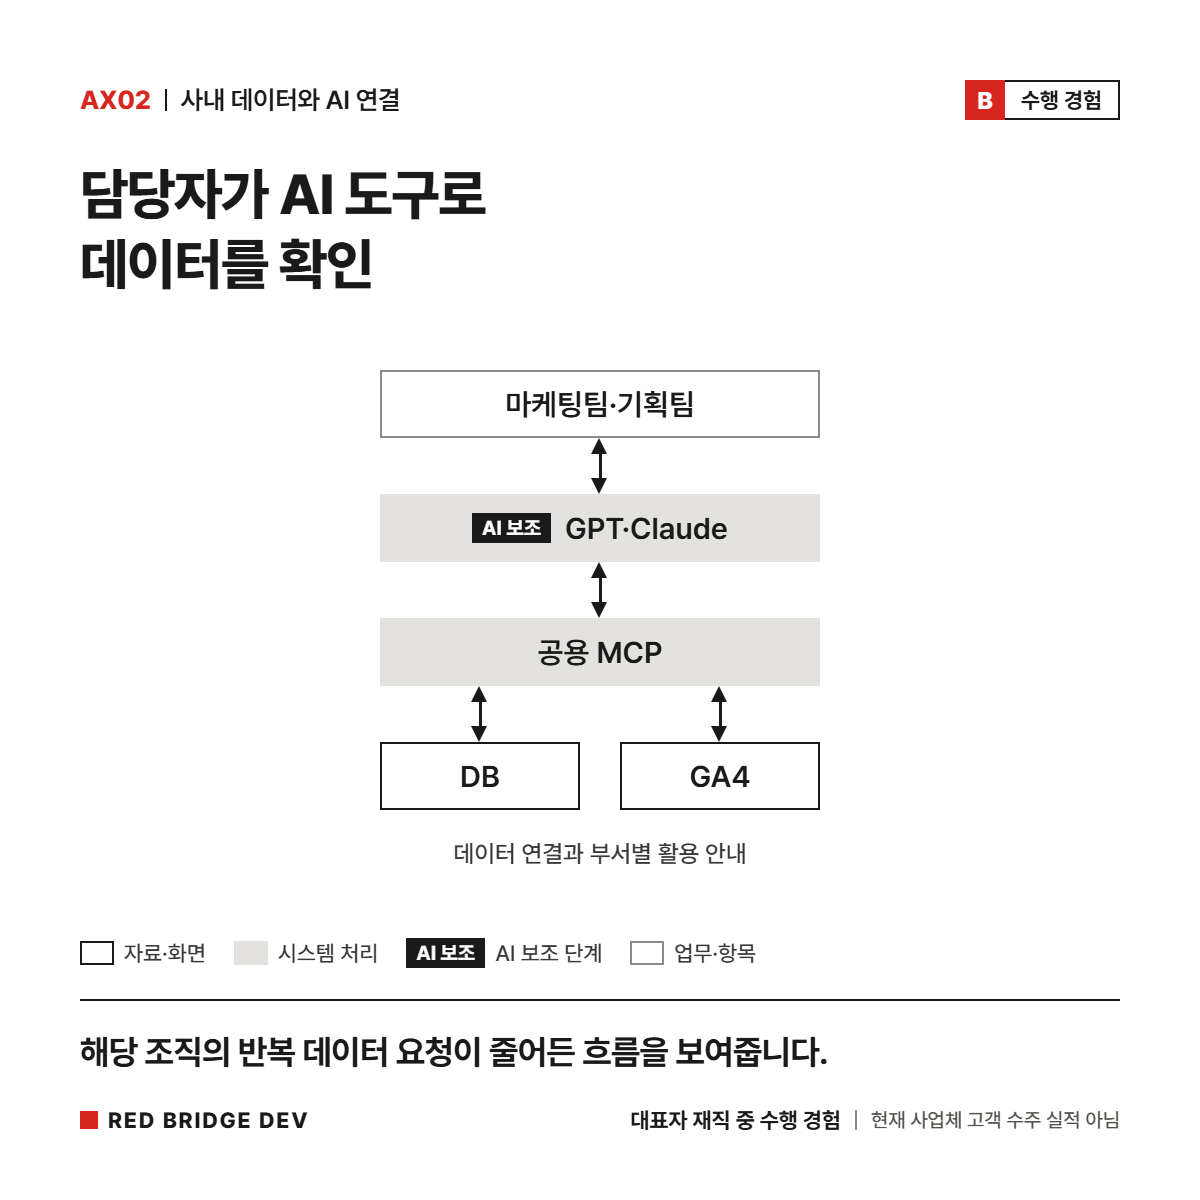 AX02 | 사내 데이터와 AI 연결
B 수행 경험
담당자가 AI 도구로
데이터를 확인
마케팅팀·기획팀
AI 보조 GPT·Claude
공용 MCP
DB GA4
데이터 연결과 부서별 활용 안내
자료·화면 시스템 처리 AI 보조 AI 보조 단계 업무·항목
해당 조직의 반복 데이터 요청이 줄어든 흐름을 보여줍니다.
RED BRIDGE DEV
대표자 재직 중 수행 경험 | 현재 사업체 고객 수주 실적 아님